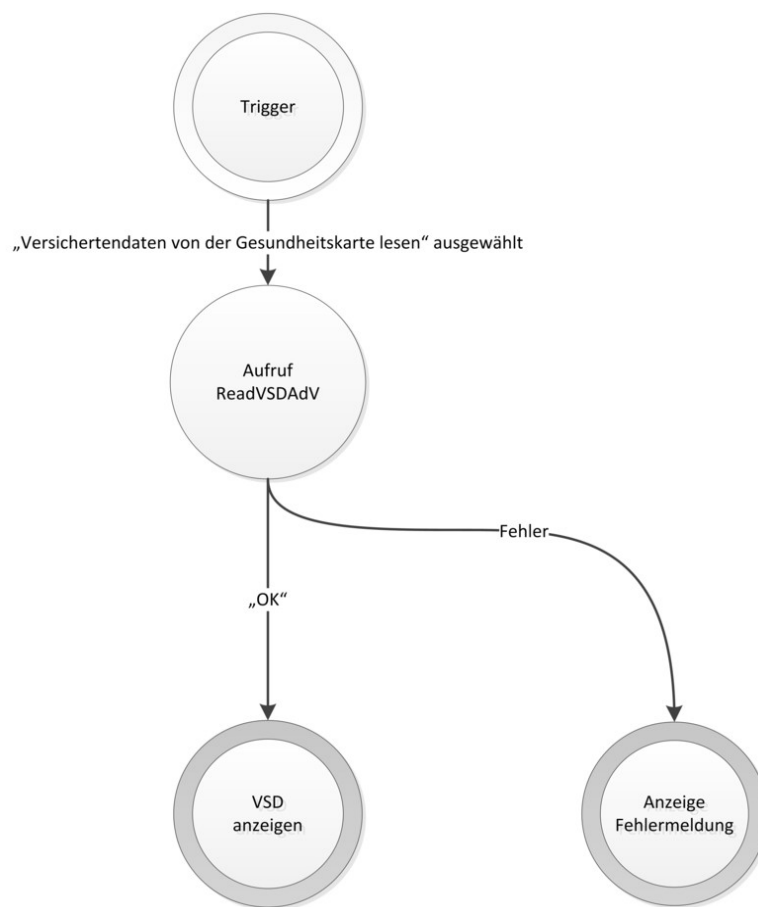 Trigger
„Versichertendaten von der Gesundheitskarte lesen“ ausgewählt
Aufruf
ReadVSDAdV
Fehler
„OK“
VSD
anzeigen
Anzeige
Fehlermeldung